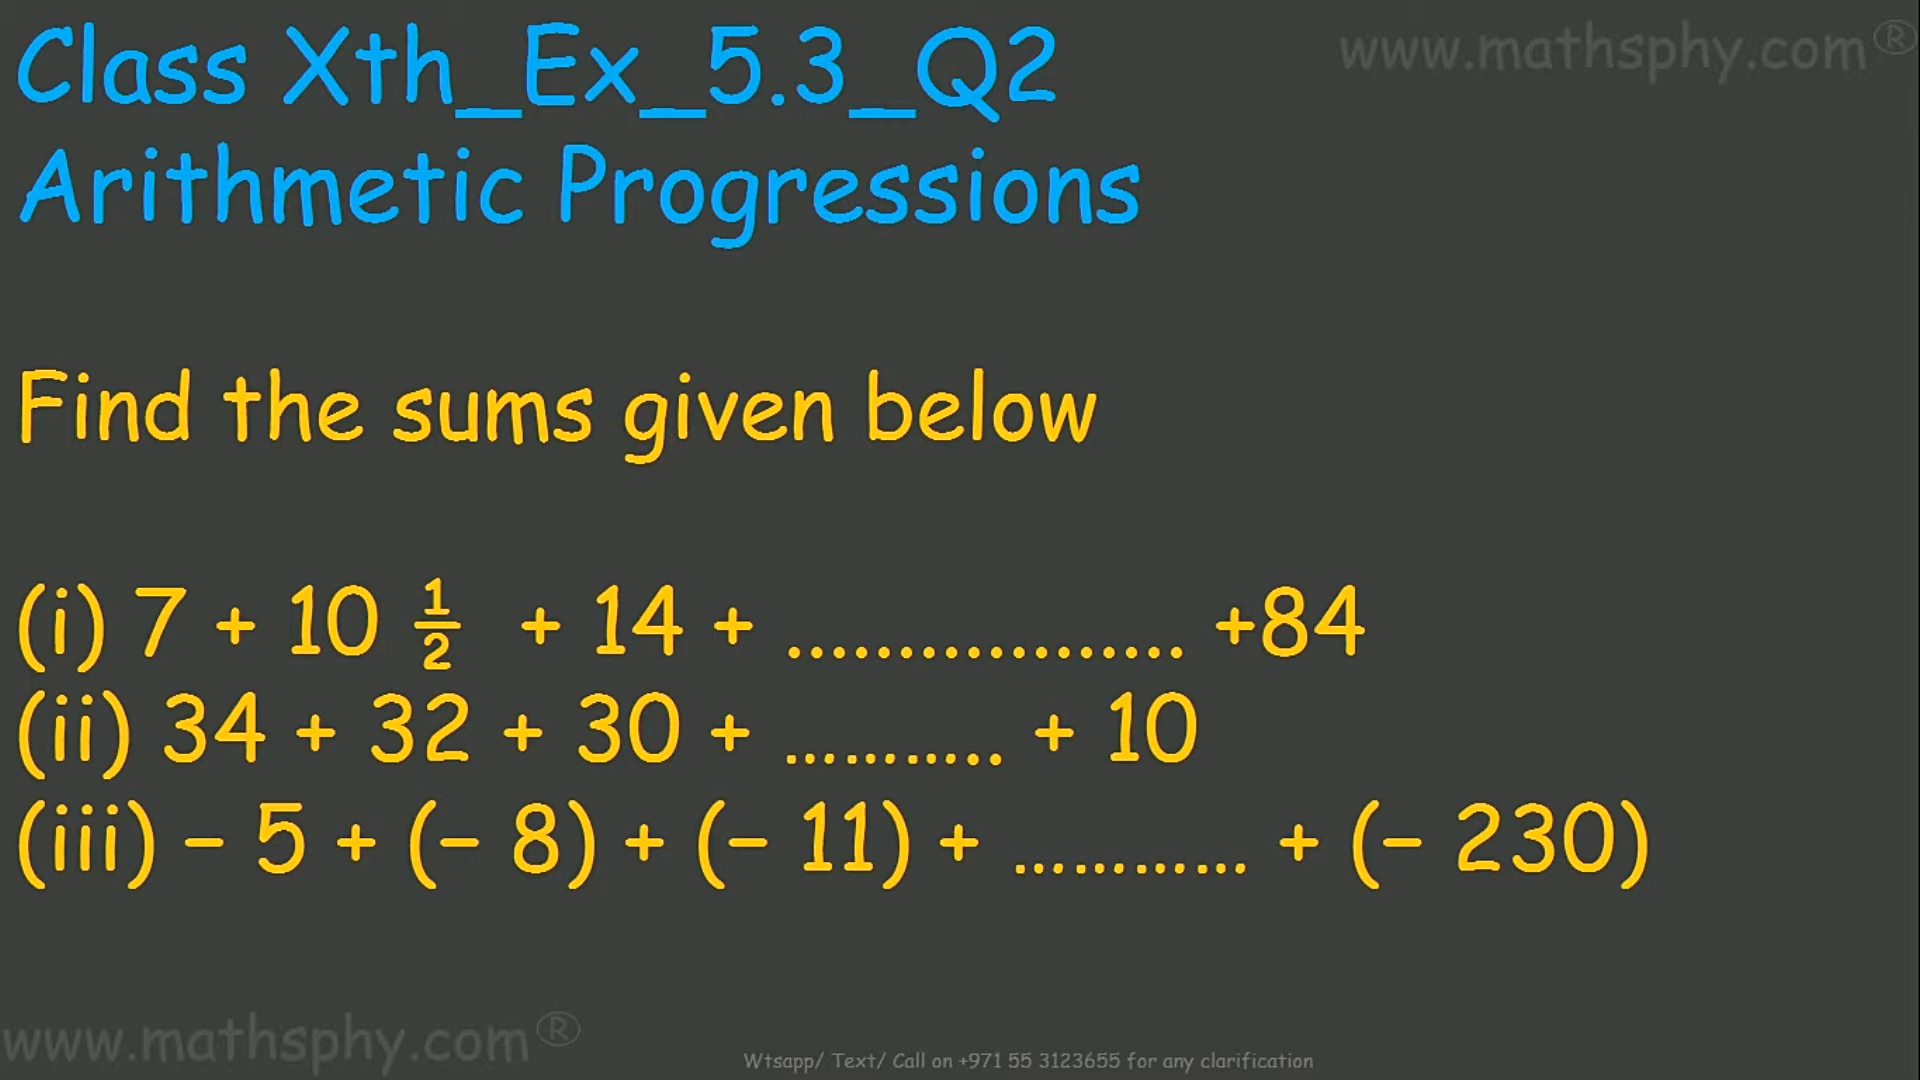 Class Xth_Ex_5.3_Q2
www.mathsphy.com®
Arithmetic Progressions
Find the sums given below
(i) 7 + 10 ½ + 14 + .................. +84
(ii) 34 + 32 + 30 + ……….. + 10
(iii) – 5 + (– 8) + (– 11) + ………… + (– 230)
www.mathsphy.com®
Wtsapp/ Text/ Call on +971 55 3123655 for any clarification